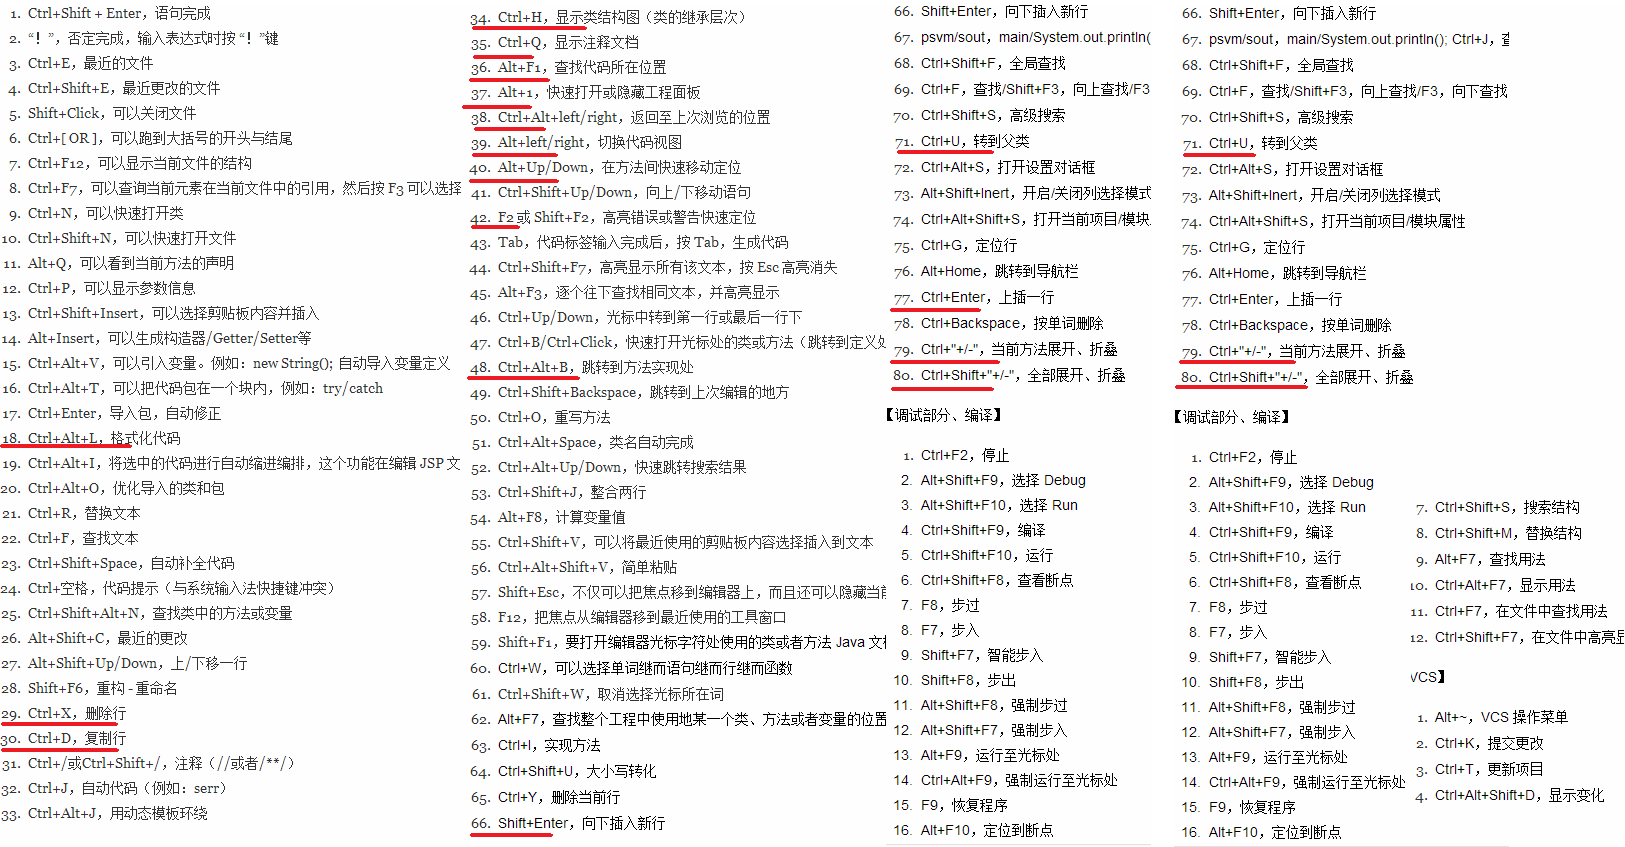 1. Ctrl+Shift + Enter，语句完成
2. “！”，否定完成，输入表达式时按 “！”键
3. Ctrl+E，最近的文件
4. Ctrl+Shift+E，最近更改的文件
5. Shift+Click，可以关闭文件
6. Ctrl+[ OR ]，可以跑到大括号的开头与结尾
7. Ctrl+F12，可以显示当前文件的结构
8. Ctrl+F7，可以查询当前元素在当前文件中的引用，然后按 F3 可以选择
9. Ctrl+N，可以快速打开类
10. Ctrl+Shift+N，可以快速打开文件
11. Alt+Q，可以看到当前方法的声明
12. Ctrl+P，可以显示参数信息
13. Ctrl+Shift+Insert，可以选择剪贴板内容并插入
14. Alt+Insert，可以生成构造器/Getter/Setter等
15. Ctrl+Alt+V，可以引入变量。例如：new String(); 自动导入变量定义
16. Ctrl+Alt+T，可以把代码包在一个块内，例如：try/catch
17. Ctrl+Enter，导入包，自动修正
18. Ctrl+Alt+L，格式化代码
19. Ctrl+Alt+I，将选中的代码进行自动缩进编排，这个功能在编辑 JSP 文
20. Ctrl+Alt+O，优化导入的类和包
21. Ctrl+R，替换文本
22. Ctrl+F，查找文本
23. Ctrl+Shift+Space，自动补全代码
24. Ctrl+空格，代码提示（与系统输入法快捷键冲突）
25. Ctrl+Shift+Alt+N，查找类中的方法或变量
26. Alt+Shift+C，最近的更改
27. Alt+Shift+Up/Down，上/下移一行
28. Shift+F6，重构 - 重命名
29. Ctrl+X，删除行
30. Ctrl+D，复制行
31. Ctrl+/或Ctrl+Shift+/，注释（//或者/**/）
32. Ctrl+J，自动代码（例如：serr）
33. Ctrl+Alt+J，用动态模板环绕
34. Ctrl+H，显示类结构图（类的继承层次）
35. Ctrl+Q，显示注释文档
36. Alt+F1，查找代码所在位置
37. Alt+1，快速打开或隐藏工程面板
38. Ctrl+Alt+left/right，返回至上次浏览的位置
39. Alt+left/right，切换代码视图
40. Alt+Up/Down，在方法间快速移动定位
41. Ctrl+Shift+Up/Down，向上/下移动语句
42. F2 或 Shift+F2，高亮错误或警告快速定位
43. Tab，代码标签输入完成后，按 Tab，生成代码
44. Ctrl+Shift+F7，高亮显示所有该文本，按 Esc 高亮消失
45. Alt+F3，逐个往下查找相同文本，并高亮显示
46. Ctrl+Up/Down，光标中转到第一行或最后一行下
47. Ctrl+B/Ctrl+Click，快速打开光标处的类或方法（跳转到定义处
48. Ctrl+Alt+B，跳转到方法实现处
49. Ctrl+Shift+Backspace，跳转到上次编辑的地方
50. Ctrl+O，重写方法
51. Ctrl+Alt+Space，类名自动完成
52. Ctrl+Alt+Up/Down，快速跳转搜索结果
53. Ctrl+Shift+J，整合两行
54. Alt+F8，计算变量值
55. Ctrl+Shift+V，可以将最近使用的剪贴板内容选择插入到文本
56. Ctrl+Alt+Shift+V，简单粘贴
57. Shift+Esc，不仅可以把焦点移到编辑器上，而且还可以隐藏当前
58. F12，把焦点从编辑器移到最近使用的工具窗口
59. Shift+F1，要打开编辑器光标字符处使用的类或者方法 Java 文档
60. Ctrl+W，可以选择单词继而语句继而行继而函数
61. Ctrl+Shift+W，取消选择光标所在词
62. Alt+F7，查找整个工程中使用地某一个类、方法或者变量的位置
63. Ctrl+I，实现方法
64. Ctrl+Shift+U，大小写转化
65. Ctrl+Y，删除当前行
66. Shift+Enter，向下插入新行
66. Shift+Enter，向下插入新行
67. psvm/sout，main/System.out.println(
68. Ctrl+Shift+F，全局查找
69. Ctrl+F，查找/Shift+F3，向上查找/F3
70. Ctrl+Shift+S，高级搜索
71. Ctrl+U，转到父类
72. Ctrl+Alt+S，打开设置对话框
73. Alt+Shift+Inert，开启/关闭列选择模式
74. Ctrl+Alt+Shift+S，打开当前项目/模块
75. Ctrl+G，定位行
76. Alt+Home，跳转到导航栏
77. Ctrl+Enter，上插一行
78. Ctrl+Backspace，按单词删除
79. Ctrl+"+/-"，当前方法展开、折叠
80. Ctrl+Shift+"+/-"，全部展开、折叠
【调试部分、编译】
1. Ctrl+F2，停止
2. Alt+Shift+F9，选择 Debug
3. Alt+Shift+F10，选择 Run
4. Ctrl+Shift+F9，编译
5. Ctrl+Shift+F10，运行
6. Ctrl+Shift+F8，查看断点
7. F8，步过
8. F7，步入
9. Shift+F7，智能步入
10. Shift+F8，步出
11. Alt+Shift+F8，强制步过
12. Alt+Shift+F7，强制步入
13. Alt+F9，运行至光标处
14. Ctrl+Alt+F9，强制运行至光标处
15. F9，恢复程序
16. Alt+F10，定位到断点
66. Shift+Enter，向下插入新行
67. psvm/sout，main/System.out.println(); Ctrl+J，查
68. Ctrl+Shift+F，全局查找
69. Ctrl+F，查找/Shift+F3，向上查找/F3，向下查找
70. Ctrl+Shift+S，高级搜索
71. Ctrl+U，转到父类
72. Ctrl+Alt+S，打开设置对话框
73. Alt+Shift+Inert，开启/关闭列选择模式
74. Ctrl+Alt+Shift+S，打开当前项目/模块属性
75. Ctrl+G，定位行
76. Alt+Home，跳转到导航栏
77. Ctrl+Enter，上插一行
78. Ctrl+Backspace，按单词删除
79. Ctrl+"+/-"，当前方法展开、折叠
80. Ctrl+Shift+"+/-"，全部展开、折叠
【调试部分、编译】
1. Ctrl+F2，停止
2. Alt+Shift+F9，选择 Debug
3. Alt+Shift+F10，选择 Run
4. Ctrl+Shift+F9，编译
5. Ctrl+Shift+F10，运行
6. Ctrl+Shift+F8，查看断点
7. F8，步过
8. F7，步入
9. Shift+F7，智能步入
10. Shift+F8，步出
11. Alt+Shift+F8，强制步过
12. Alt+Shift+F7，强制步入
13. Alt+F9，运行至光标处
14. Ctrl+Alt+F9，强制运行至光标处
15. F9，恢复程序
16. Alt+F10，定位到断点
7. Ctrl+Shift+S，搜索结构
8. Ctrl+Shift+M，替换结构
9. Alt+F7，查找用法
10. Ctrl+Alt+F7，显示用法
11. Ctrl+F7，在文件中查找用法
12. Ctrl+Shift+F7，在文件中高亮显
VCS】
1. Alt+~，VCS 操作菜单
2. Ctrl+K，提交更改
3. Ctrl+T，更新项目
4. Ctrl+Alt+Shift+D，显示变化